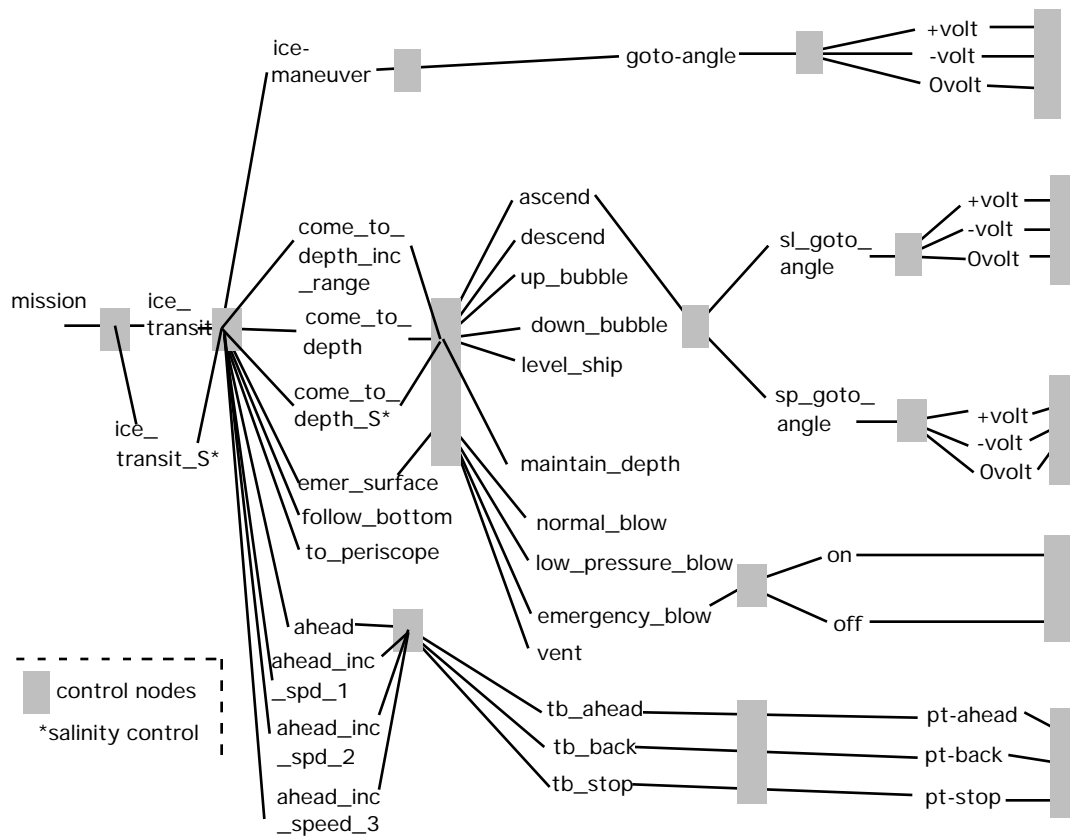 ice-
maneuver
goto-angle
+volt
-volt
0volt
mission
ice_
transit
ice_
transit_S*
come_to_
depth_inc
_range
come_to_
depth
come_to_
depth_S*
emer_surface
follow_bottom
to_periscope
ahead
ahead_inc
_spd_1
ahead_inc
_spd_2
ahead_inc
_speed_3
ascend
descend
up_bubble
down_bubble
level_ship
maintain_depth
normal_blow
low_pressure_blow
emergency_blow
vent
sl_goto_
angle
+volt
-volt
0volt
sp_goto_
angle
+volt
-volt
0volt
on
off
tb_ahead
tb_back
tb_stop
pt-ahead
pt-back
pt-stop
control nodes
*salinity control